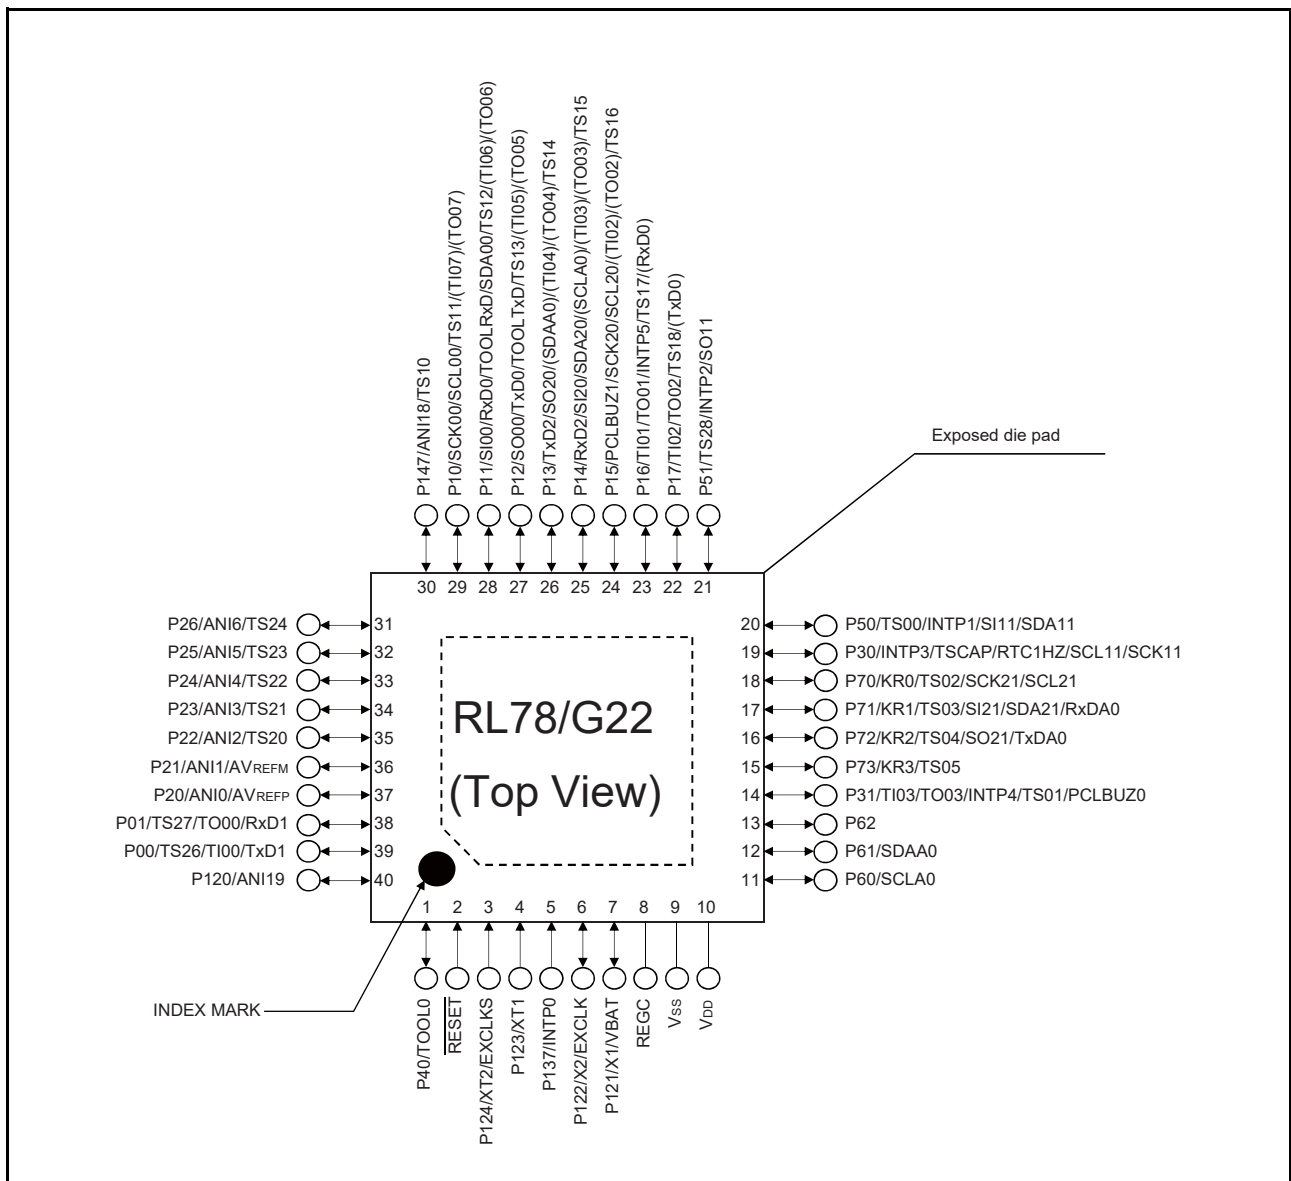 P147/ANI18/TS10
P10/SCK00/SCL00/TS11/(TI07)/(TO07)
P11/SI00/RxD0/TOOLRxD/SDA00/TS12/(TI06)/(TO06)
P12/SO00/TxD0/TOOLTxD/TS13/(TI05)/(TO05)
P13/TxD2/SO20/(SDAA0)/(TI04)/(TO04)/TS14
P14/RxD2/SI20/SDA20/(SCLA0)/(TI03)/(TO03)/TS15
P15/PCLBUZ1/SCK20/SCL20/(TI02)/(TO02)/TS16
P16/TI01/TO01/INTP5/TS17/(RxD0)
P17/TI02/TO02/TS18/(TxD0)
P51/TS28/INTP2/SO11
Exposed die pad
30 29 28 27 26 25 24 23 22 21
P26/ANI6/TS24 31
P25/ANI5/TS23 32
P24/ANI4/TS22 33
P23/ANI3/TS21 34
P22/ANI2/TS20 35
P21/ANI1/AVREFM 36
P20/ANI0/AVREFP 37
P01/TS27/TO00/RxD1 38
P00/TS26/TI00/TxD1 39
P120/ANI19 40
RL78/G22
(Top View)
20 P50/TS00/INTP1/SI11/SDA11
19 P30/INTP3/TSCAP/RTC1HZ/SCL11/SCK11
18 P70/KR0/TS02/SCK21/SCL21
17 P71/KR1/TS03/SI21/SDA21/RxDA0
16 P72/KR2/TS04/SO21/TxDA0
15 P73/KR3/TS05
14 P31/TI03/TO03/INTP4/TS01/PCLBUZ0
13 P62
12 P61/SDAA0
11 P60/SCLA0
1 2 3 4 5 6 7 8 9 10
INDEX MARK
P40/TOOL0
RESET
P124/XT2/EXCLKS
P123/XT1
P137/INTP0
P122/X2/EXCLK
P121/X1/VBAT
REGC
VSS
VDD